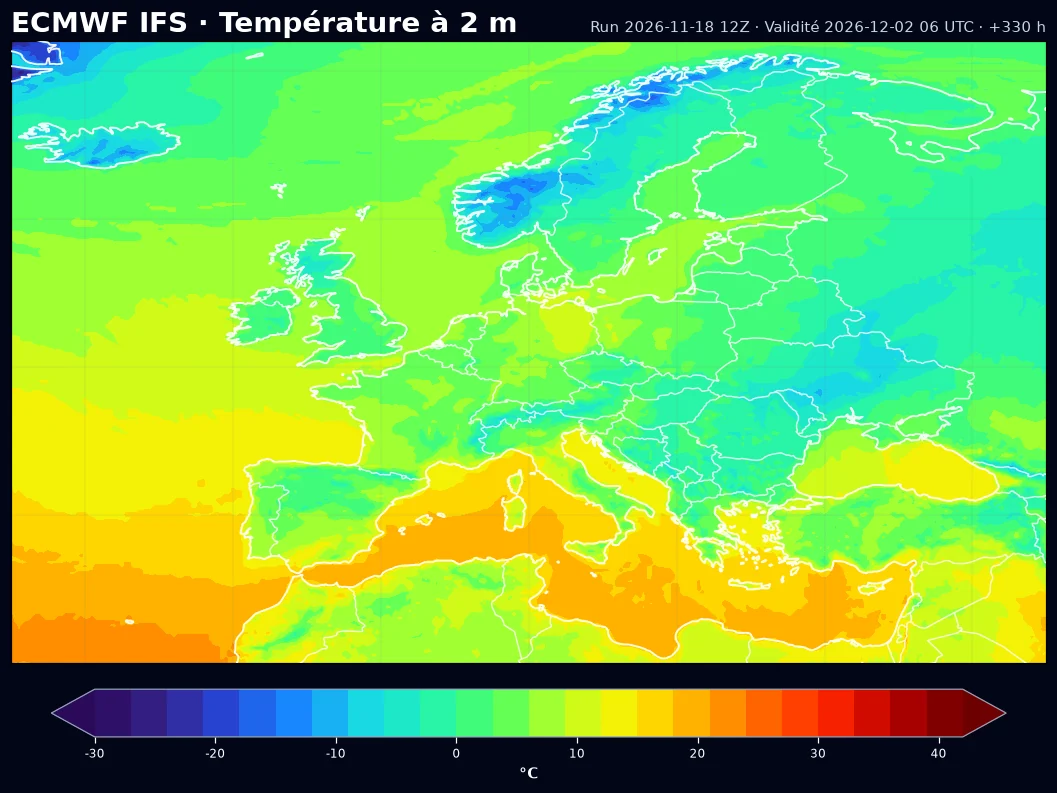 ECMWF IFS · Température à 2 m
Run 2026-11-18 12Z · Validité 2026-12-02 06 UTC · +330 h
-30 -20 -10 0 10 20 30 40
°C